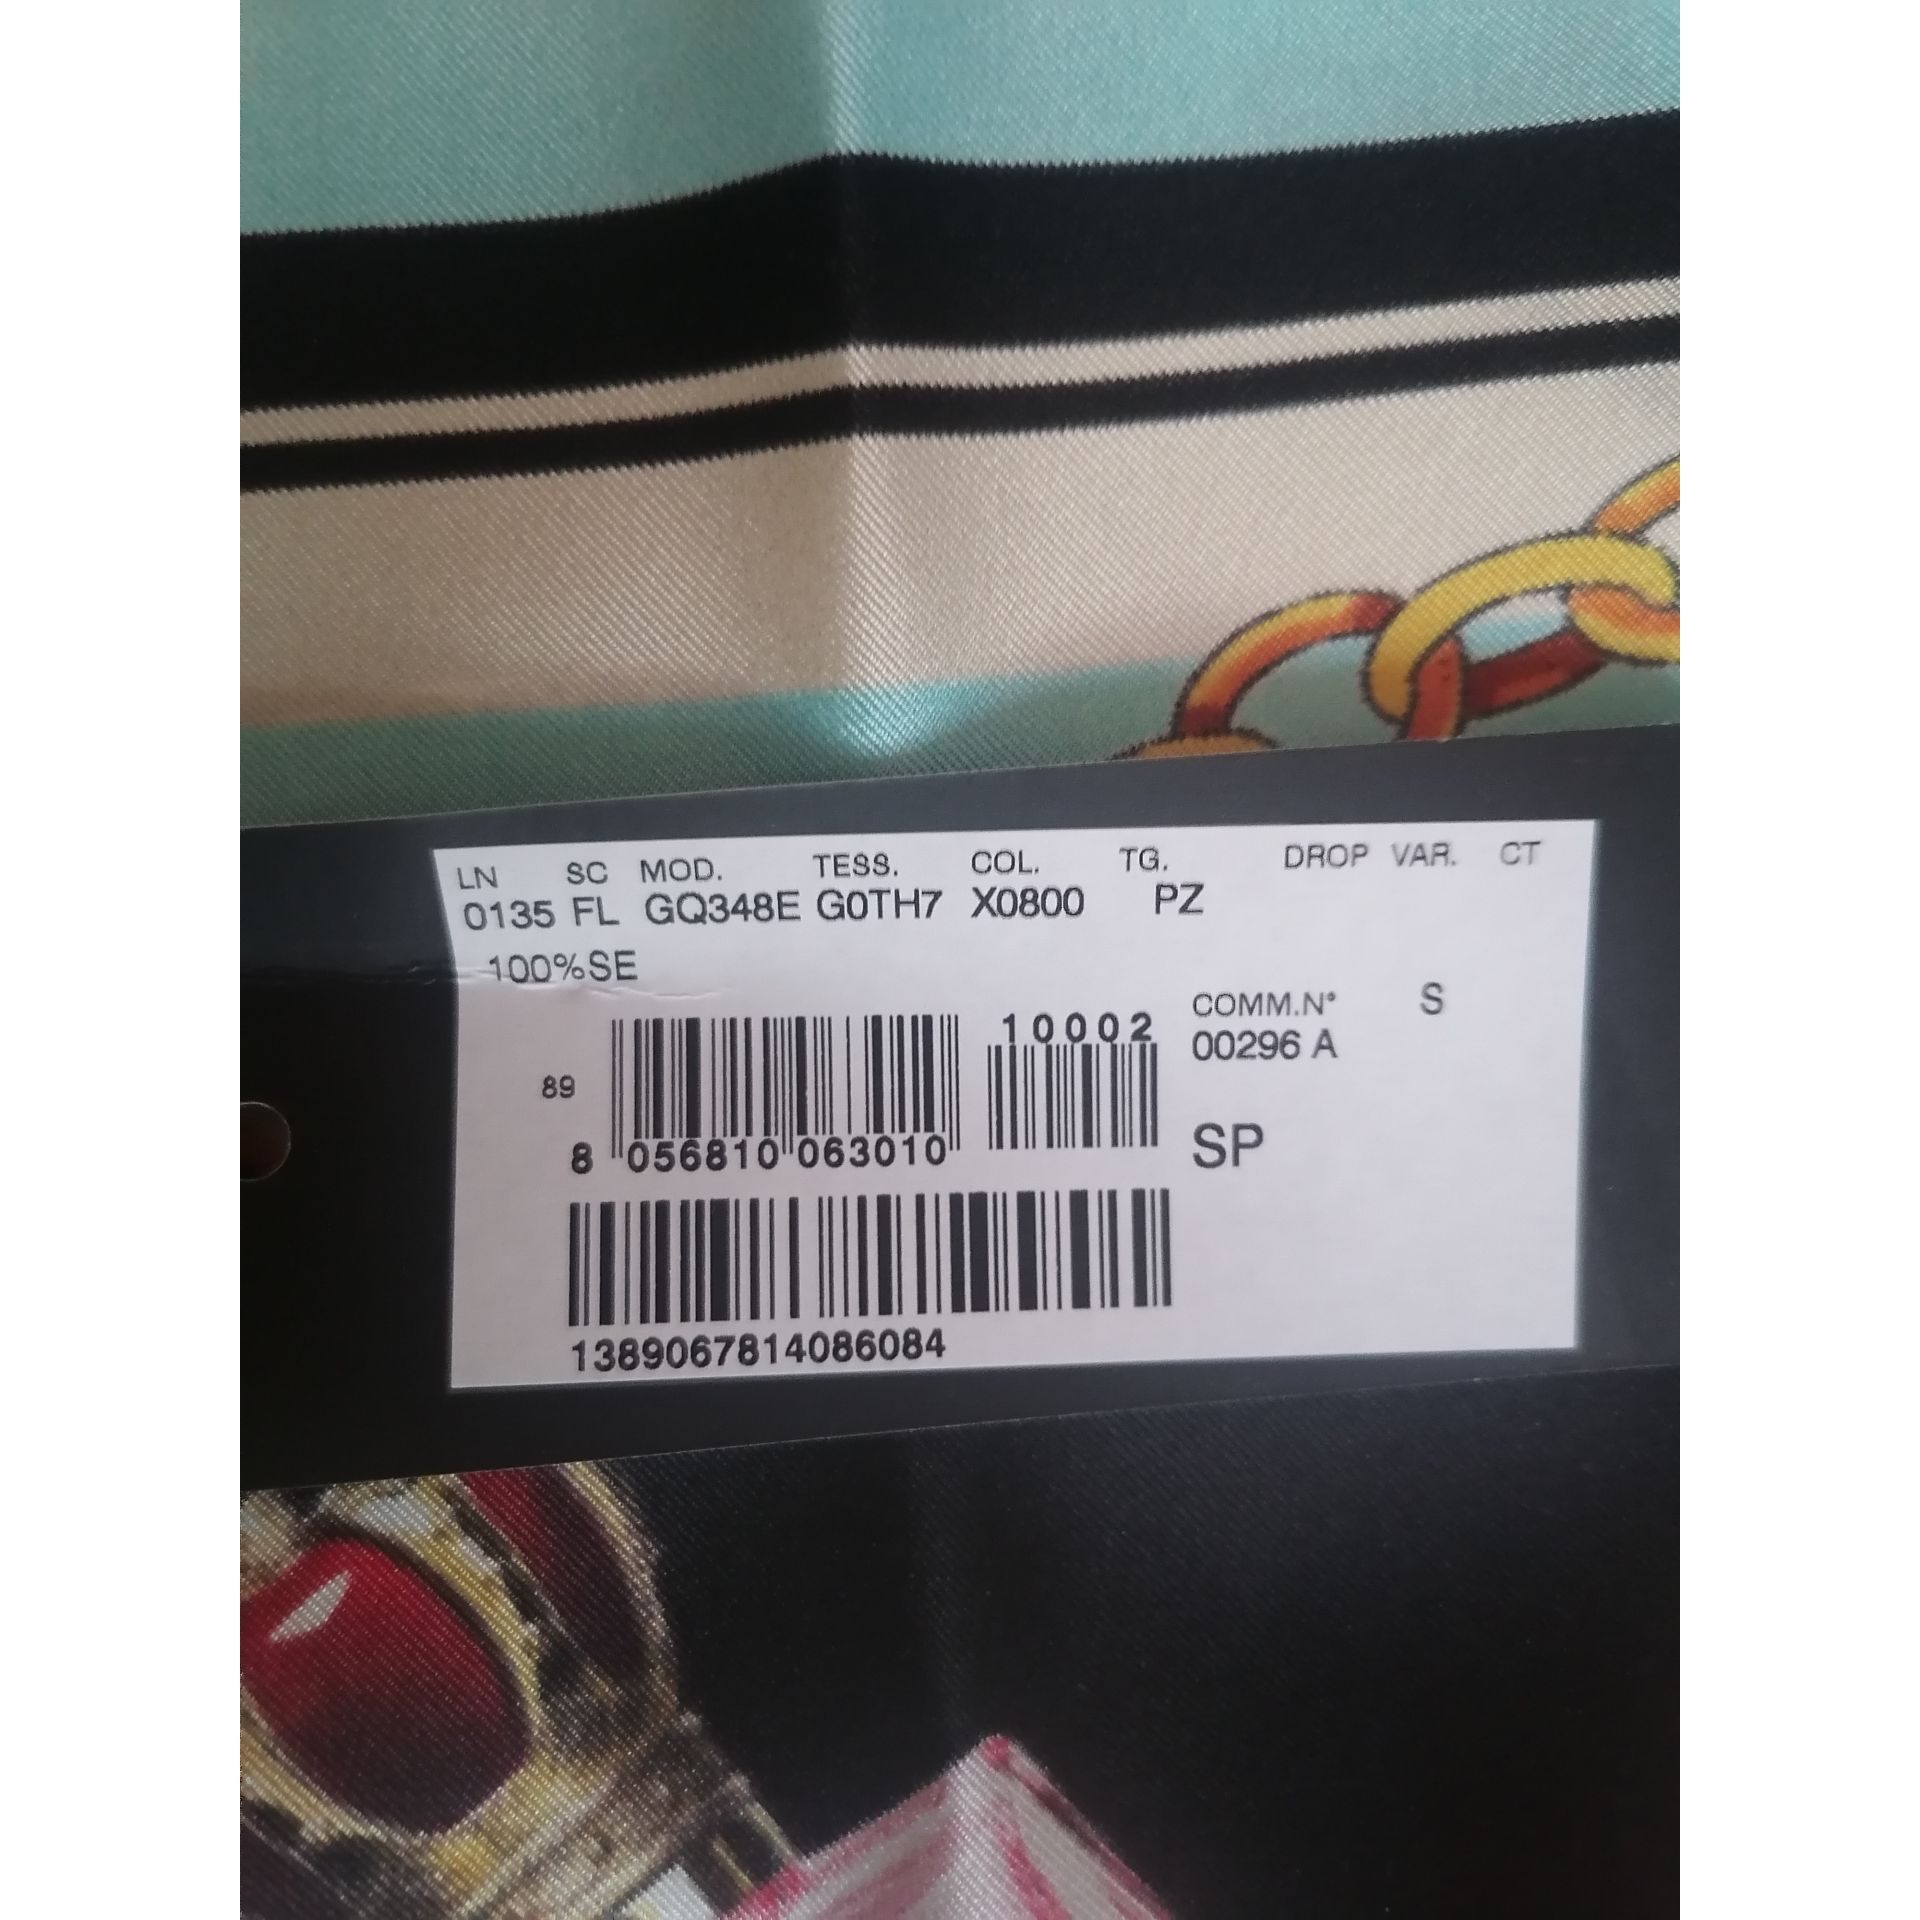 LN SC MOD. TESS. COL. TG. DROP VAR. CT
0135 FL GQ348E G0TH7 X0800 PZ
100%SE
COMM.N° S
10002
00296 A
89
8 056810 063010
SP
1389067814086084